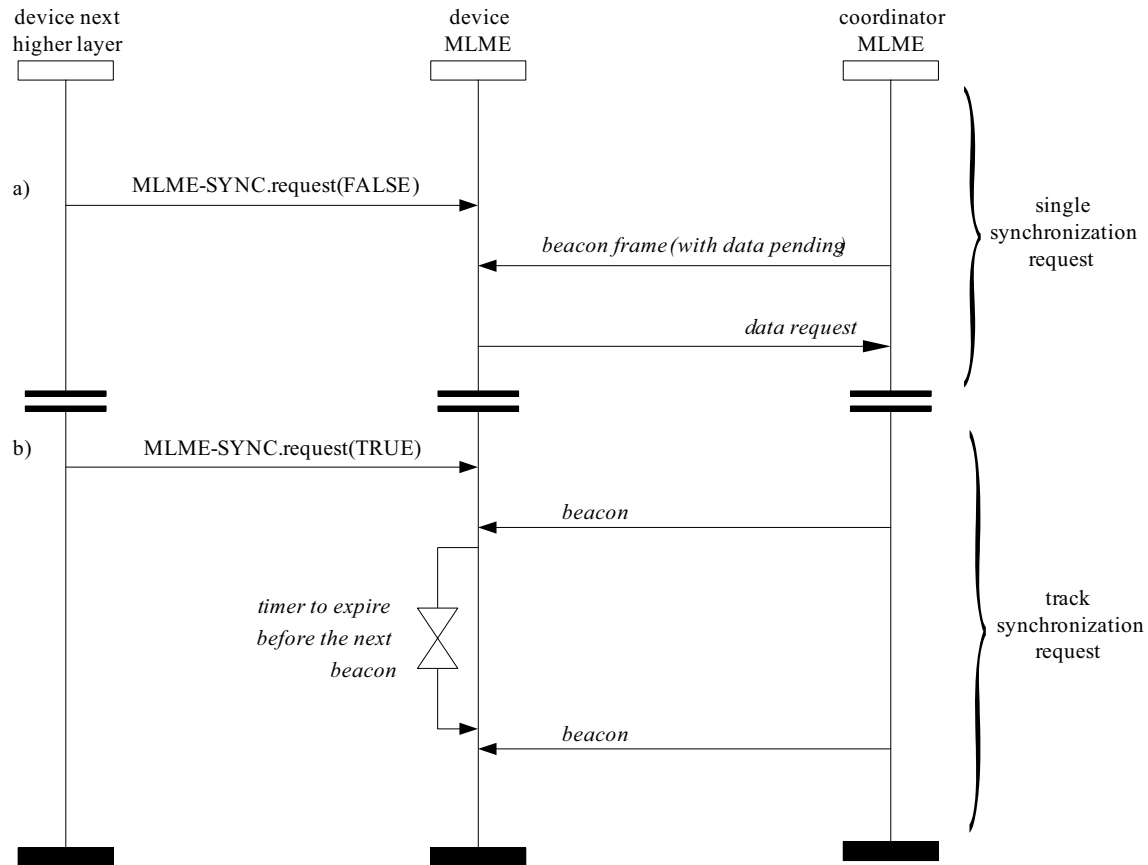 device next
higher layer
device
MLME
coordinator
MLME
a)
MLME-SYNC.request(FALSE)
beacon frame (with data pending)
single
synchronization
request
data request
b)
MLME-SYNC.request(TRUE)
beacon
timer to expire
before the next
beacon
track
synchronization
request
beacon